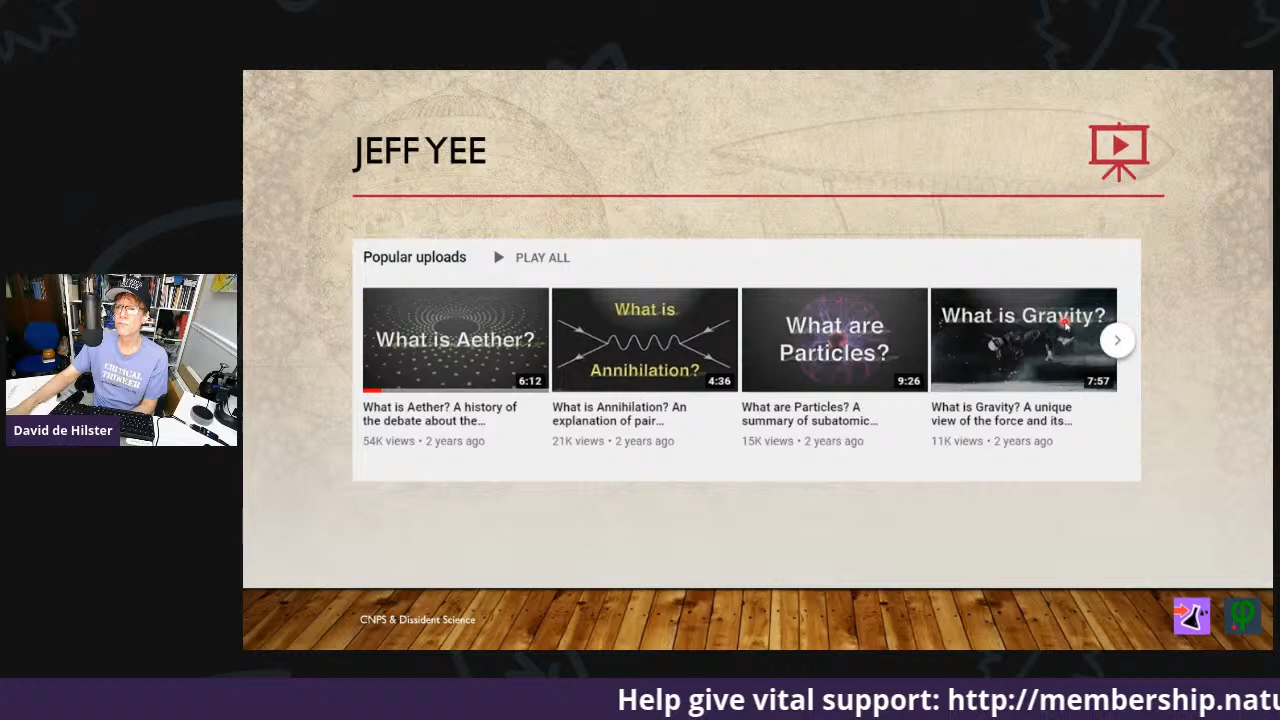 JEFF YEE
Popular uploads
PLAY ALL
What is Aether?
6:12
What is
Annihilation?
4:36
What are
Particles?
9:26
What is Gravity?
7:57
What is Aether? A history of
the debate about the...
54K views • 2 years ago
What is Annihilation? An
explanation of pair...
21K views • 2 years ago
What are Particles? A
summary of subatomic...
15K views • 2 years ago
What is Gravity? A unique
view of the force and its...
11K views • 2 years ago
CRITICAL
THINKER
David de Hilster
CNPS & Dissident Science
Help give vital support: http://membership.natu